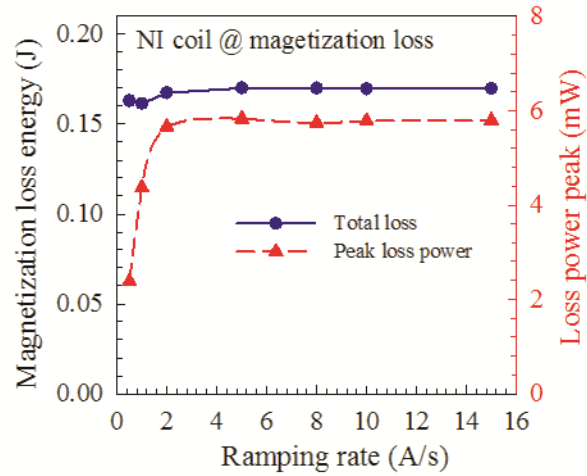 NI coil @ magetization loss
Magnetization loss energy (J)
0.20
0.15
0.10
0.05
0.00
Total loss
Peak loss power
8
6
4
2
0
Loss power peak (mW)
0 2 4 6 8 10 12 14 16
Ramping rate (A/s)